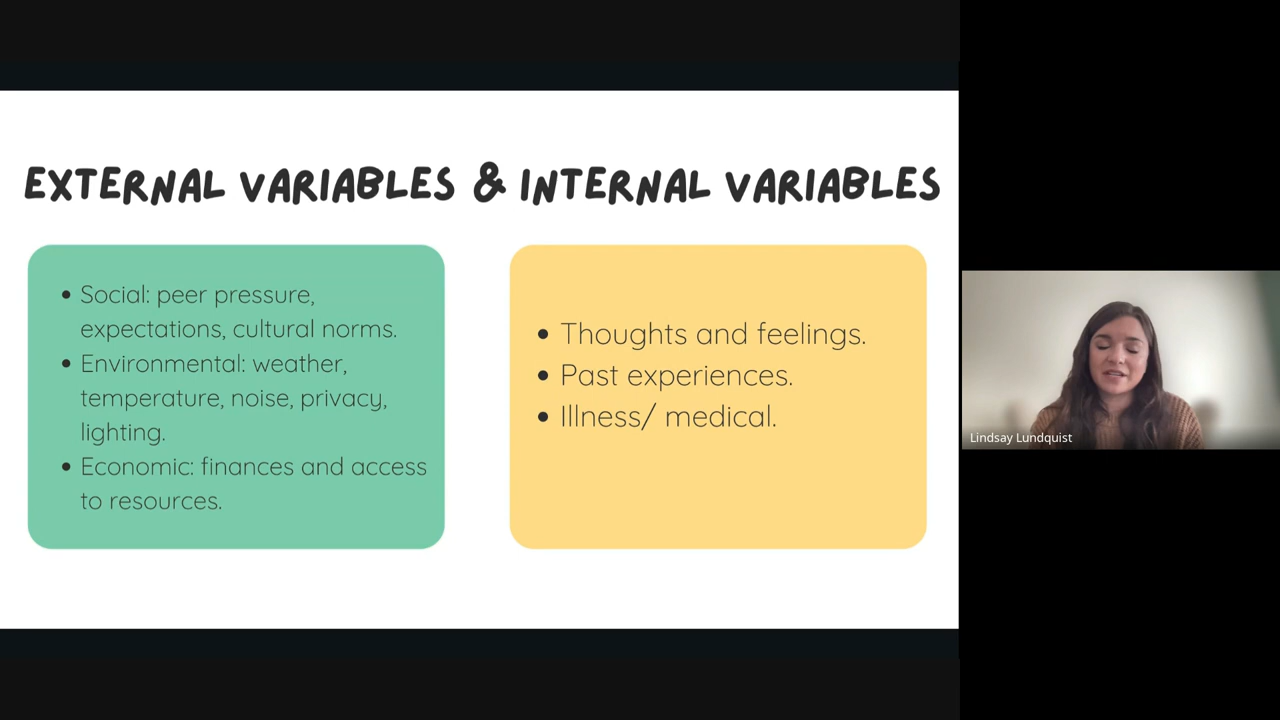 EXTERNAL VARIABLES & INTERNAL VARIABLES
• Social: peer pressure,
expectations, cultural norms.
• Environmental: weather,
temperature, noise, privacy,
lighting.
• Economic: finances and access
to resources.
• Thoughts and feelings.
• Past experiences.
• Illness/ medical.
Lindsay Lundquist